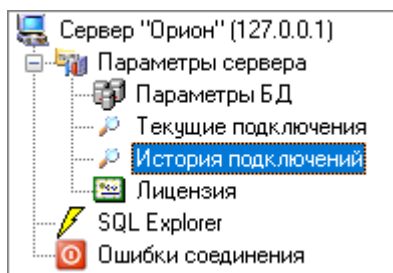 Сервер "Орион" (127.0.0.1)
Параметры сервера
Параметры БД
Текущие подключения
История подключений
Лицензия
SQL Explorer
Ошибки соединения